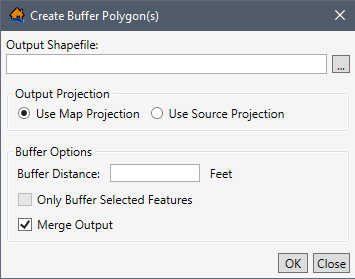 Create Buffer Polygon(s)
Output Shapefile:
...
Output Projection
Use Map Projection Use Source Projection
Buffer Options
Buffer Distance: Feet
Only Buffer Selected Features
Merge Output
OK Close